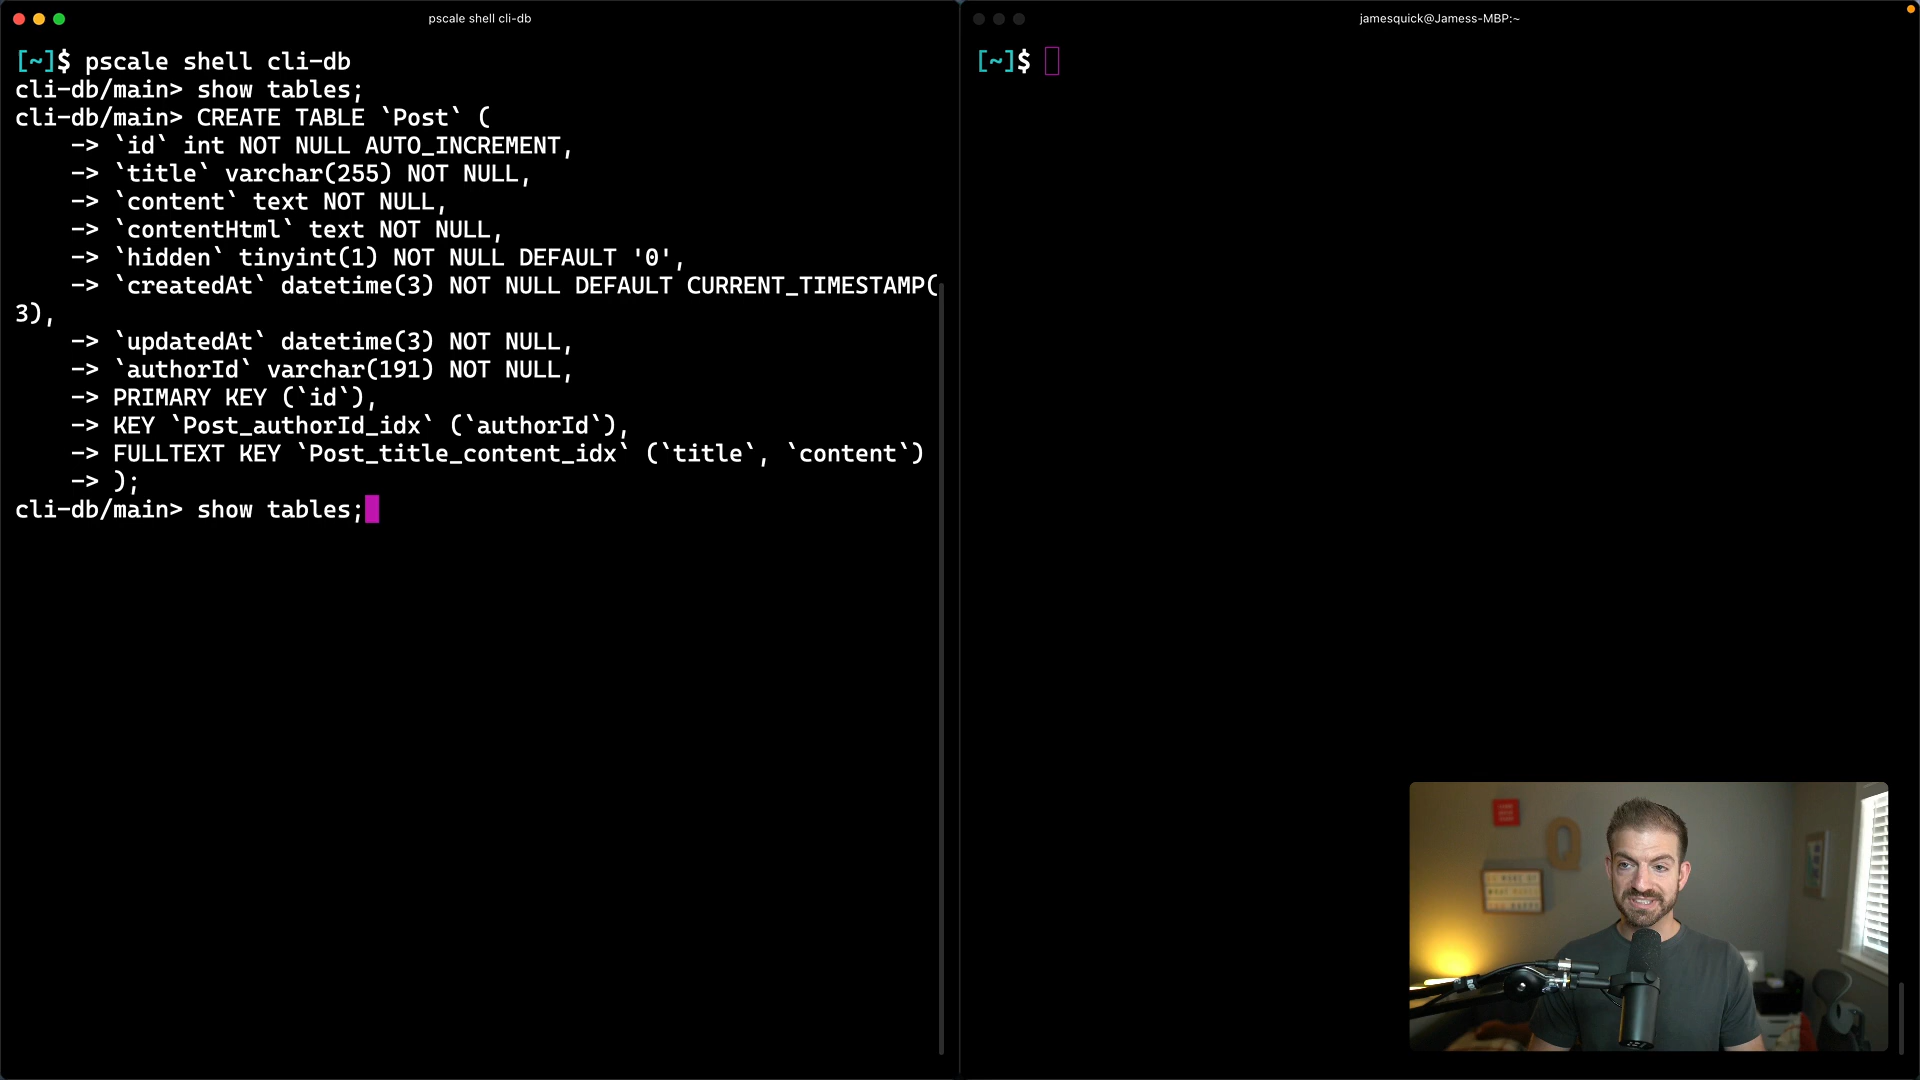 pscale shell cli-db
[~]$ pscale shell cli-db
cli-db/main> show tables;
cli-db/main> CREATE TABLE `Post` (
    -> `id` int NOT NULL AUTO_INCREMENT,
    -> `title` varchar(255) NOT NULL,
    -> `content` text NOT NULL,
    -> `contentHtml` text NOT NULL,
    -> `hidden` tinyint(1) NOT NULL DEFAULT '0',
    -> `createdAt` datetime(3) NOT NULL DEFAULT CURRENT_TIMESTAMP(
3),
    -> `updatedAt` datetime(3) NOT NULL,
    -> `authorId` varchar(191) NOT NULL,
    -> PRIMARY KEY (`id`),
    -> KEY `Post_authorId_idx` (`authorId`),
    -> FULLTEXT KEY `Post_title_content_idx` (`title`, `content`)
    -> );
cli-db/main> show tables;
jamesquick@Jamess-MBP:~
[~]$